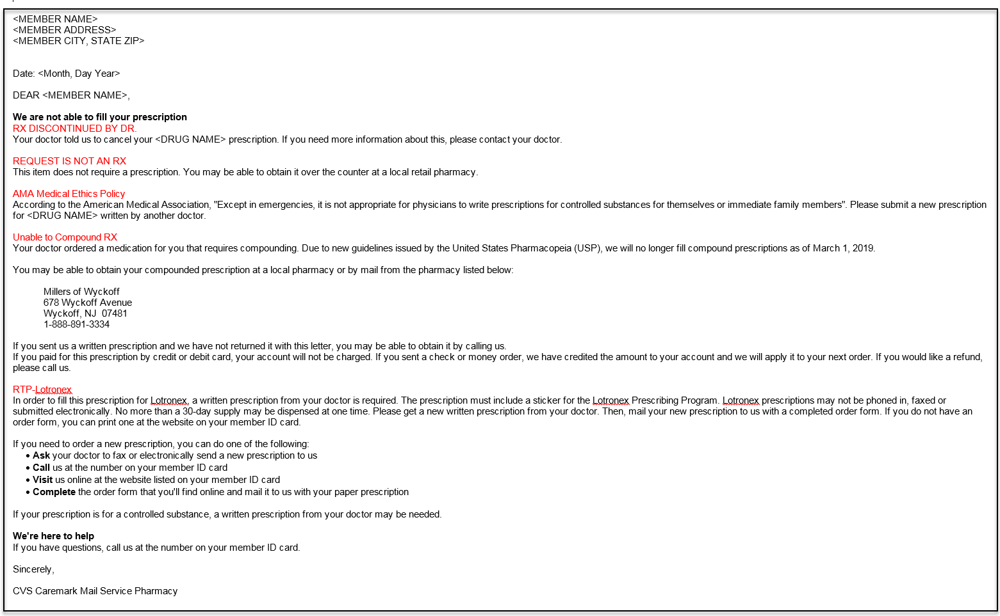 <MEMBER NAME>
<MEMBER ADDRESS>
<MEMBER CITY, STATE ZIP>
Date: <Month, Day Year>
DEAR <MEMBER NAME>,
We are not able to fill your prescription
RX DISCONTINUED BY DR.
Your doctor told us to cancel your <DRUG NAME> prescription. If you need more information about this, please contact your doctor.
REQUEST IS NOT AN RX
This item does not require a prescription. You may be able to obtain it over the counter at a local retail pharmacy.
AMA Medical Ethics Policy
According to the American Medical Association, "Except in emergencies, it is not appropriate for physicians to write prescriptions for controlled substances for themselves or immediate family members". Please submit a new prescription
for <DRUG NAME> written by another doctor.
Unable to Compound RX
Your doctor ordered a medication for you that requires compounding. Due to new guidelines issued by the United States Pharmacopeia (USP), we will no longer fill compound prescriptions as of March 1, 2019.
You may be able to obtain your compounded prescription at a local pharmacy or by mail from the pharmacy listed below:
Millers of Wyckoff
678 Wyckoff Avenue
Wyckoff, NJ  07481
1-888-891-3334
If you sent us a written prescription and we have not returned it with this letter, you may be able to obtain it by calling us.
If you paid for this prescription by credit or debit card, your account will not be charged. If you sent a check or money order, we have credited the amount to your account and we will apply it to your next order. If you would like a refund,
please call us.
RTP-Lotronex
In order to fill this prescription for Lotronex, a written prescription from your doctor is required. The prescription must include a sticker for the Lotronex Prescribing Program. Lotronex prescriptions may not be phoned in, faxed or
submitted electronically. No more than a 30-day supply may be dispensed at one time. Please get a new written prescription from your doctor. Then, mail your new prescription to us with a completed order form. If you do not have an
order form, you can print one at the website on your member ID card.
If you need to order a new prescription, you can do one of the following:
• Ask your doctor to fax or electronically send a new prescription to us
• Call us at the number on your member ID card
• Visit us online at the website listed on your member ID card
• Complete the order form that you'll find online and mail it to us with your paper prescription
If your prescription is for a controlled substance, a written prescription from your doctor may be needed.
We're here to help
If you have questions, call us at the number on your member ID card.
Sincerely,
CVS Caremark Mail Service Pharmacy